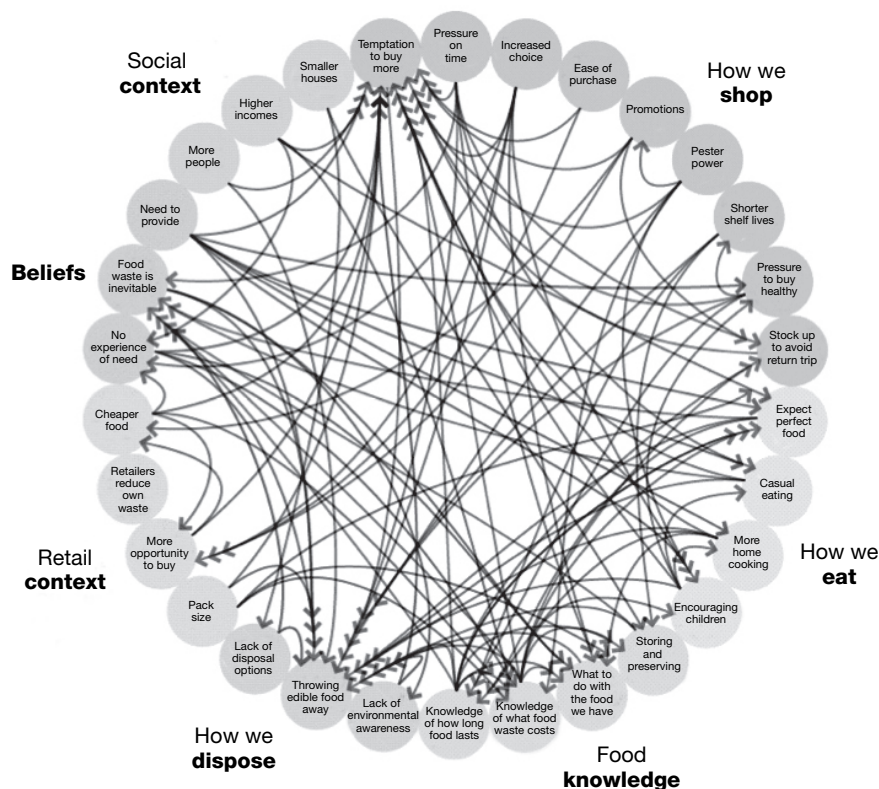 Social
context
How we
shop
Beliefs
Retail
context
How we
eat
How we
dispose
Food
knowledge
Temptation
to buy
more
Pressure
on
time
Increased
choice
Ease of
purchase
Promotions
Pester
power
Shorter
shelf lives
Pressure
to buy
healthy
Stock up
to avoid
return trip
Expect
perfect
food
Casual
eating
More
home
cooking
Encouraging
children
Storing
and
preserving
What to
do with
the food
we have
Knowledge
of what food
waste costs
Knowledge
of how long
food lasts
Lack of
environmental
awareness
Throwing
edible food
away
Lack of
disposal
options
Pack
size
More
opportunity
to buy
Retailers
reduce
own
waste
Cheaper
food
No
experience
of need
Food
waste is
inevitable
Need to
provide
More
people
Higher
incomes
Smaller
houses